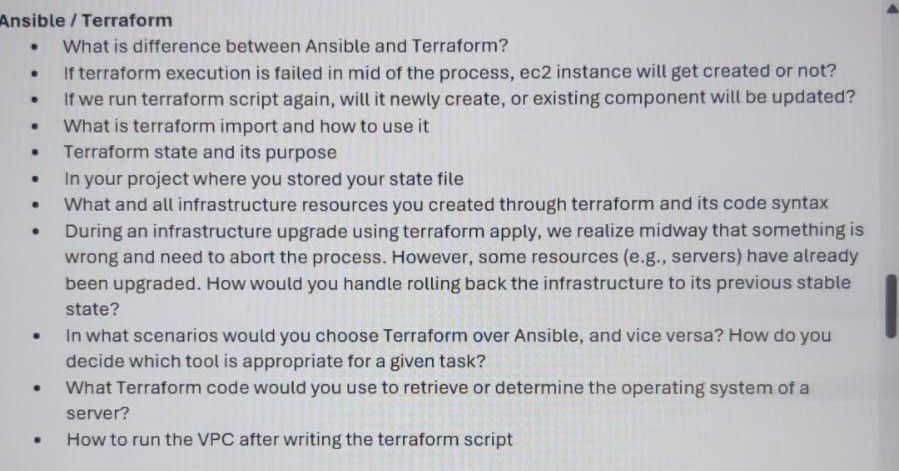 Ansible / Terraform
• What is difference between Ansible and Terraform?
• If terraform execution is failed in mid of the process, ec2 instance will get created or not?
• If we run terraform script again, will it newly create, or existing component will be updated?
• What is terraform import and how to use it
• Terraform state and its purpose
• In your project where you stored your state file
• What and all infrastructure resources you created through terraform and its code syntax
• During an infrastructure upgrade using terraform apply, we realize midway that something is
wrong and need to abort the process. However, some resources (e.g., servers) have already
been upgraded. How would you handle rolling back the infrastructure to its previous stable
state?
• In what scenarios would you choose Terraform over Ansible, and vice versa? How do you
decide which tool is appropriate for a given task?
• What Terraform code would you use to retrieve or determine the operating system of a
server?
• How to run the VPC after writing the terraform script